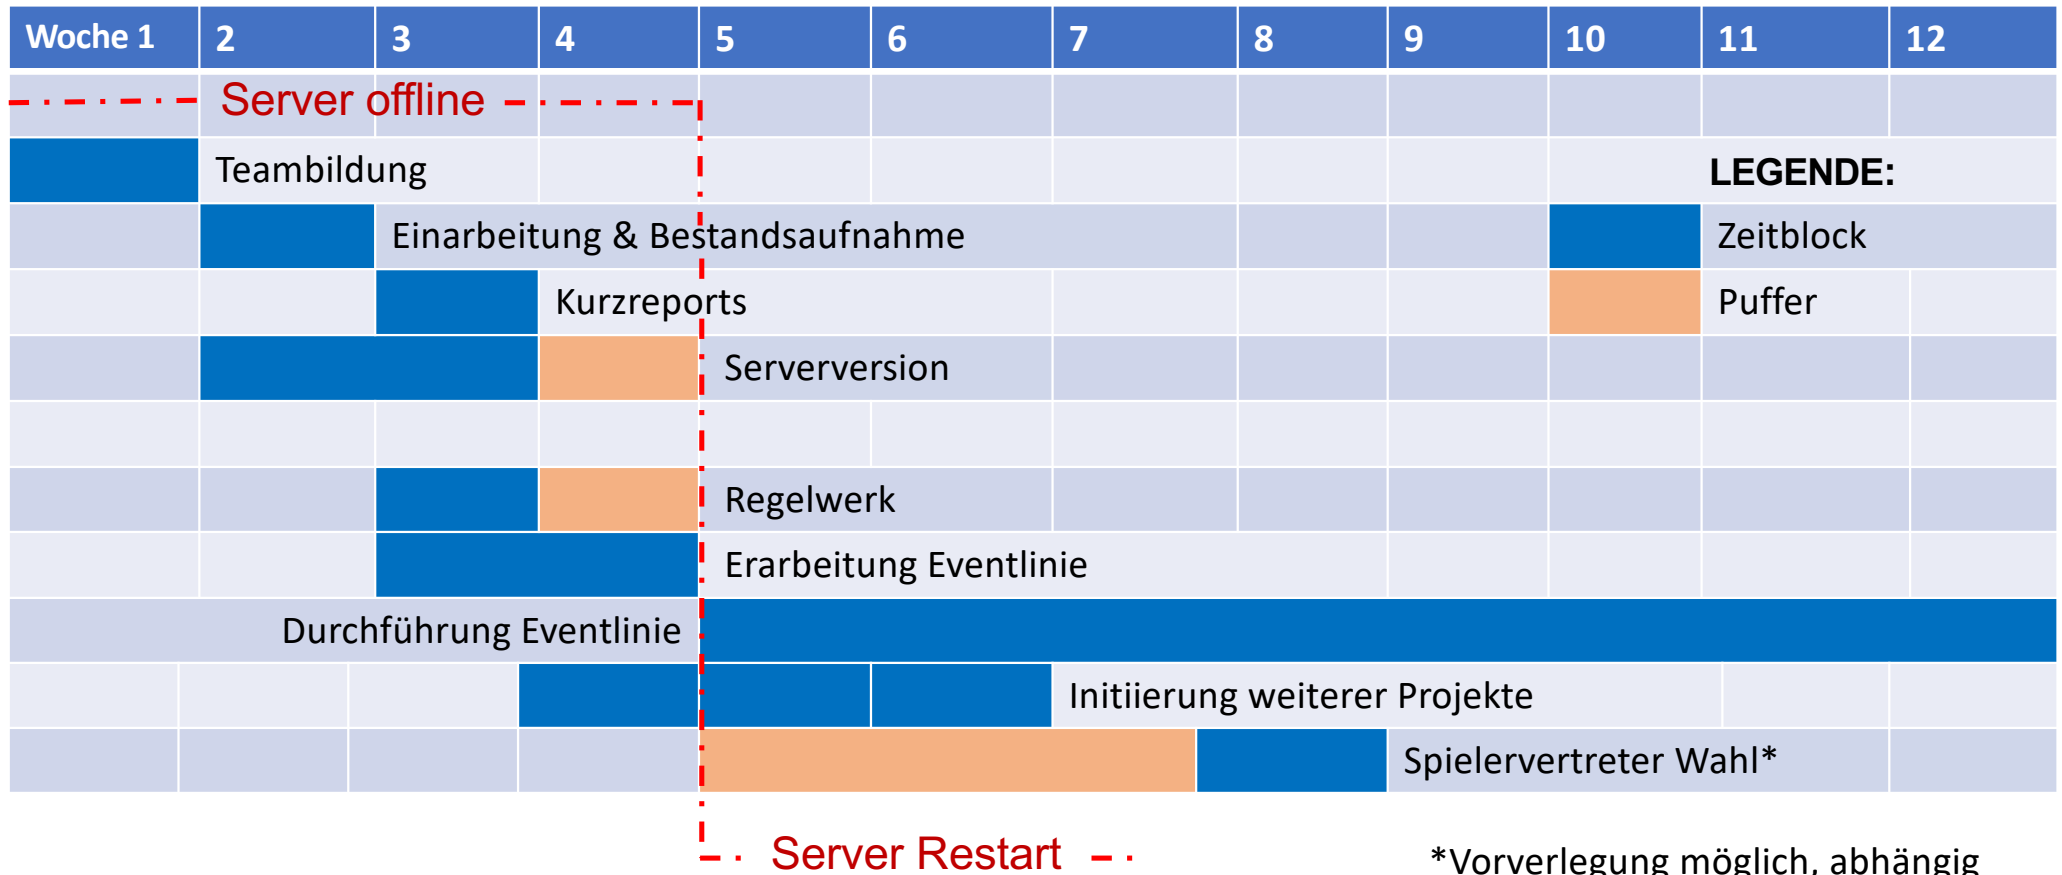 Woche 1 2 3 4 5 6 7 8 9 10 11 12
Server offline
Teambildung
LEGENDE:
Einarbeitung & Bestandsaufnahme
Zeitblock
Kurzreports
Puffer
Serverversion
Regelwerk
Erarbeitung Eventlinie
Durchführung Eventlinie
Initiierung weiterer Projekte
Spielervertreter Wahl*
Server Restart
*Vorverlegung möglich, abhängig